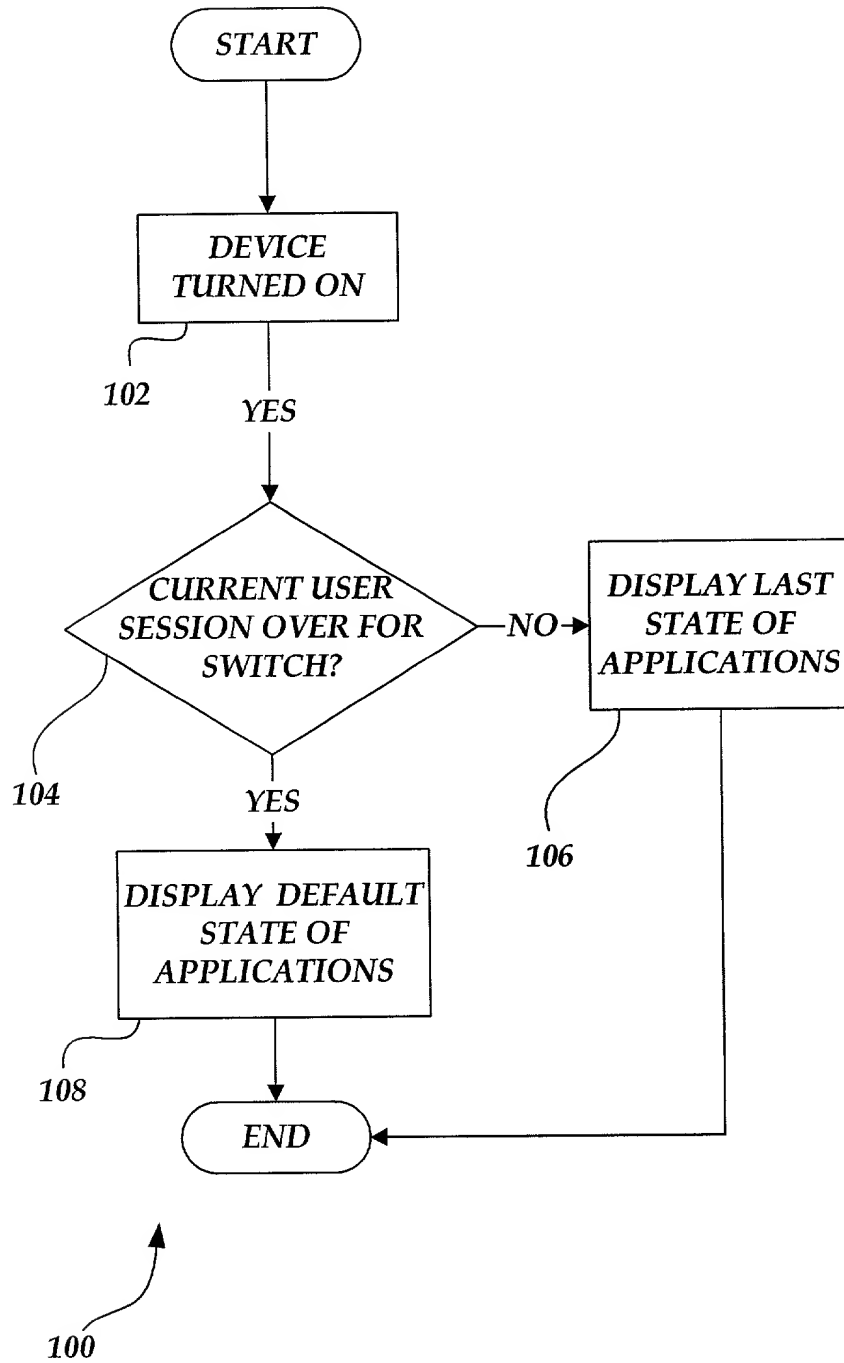 START
DEVICE
TURNED ON
102
YES
CURRENT USER
SESSION OVER FOR
SWITCH?
NO
DISPLAY LAST
STATE OF
APPLICATIONS
104
106
YES
DISPLAY DEFAULT
STATE OF
APPLICATIONS
108
END
100